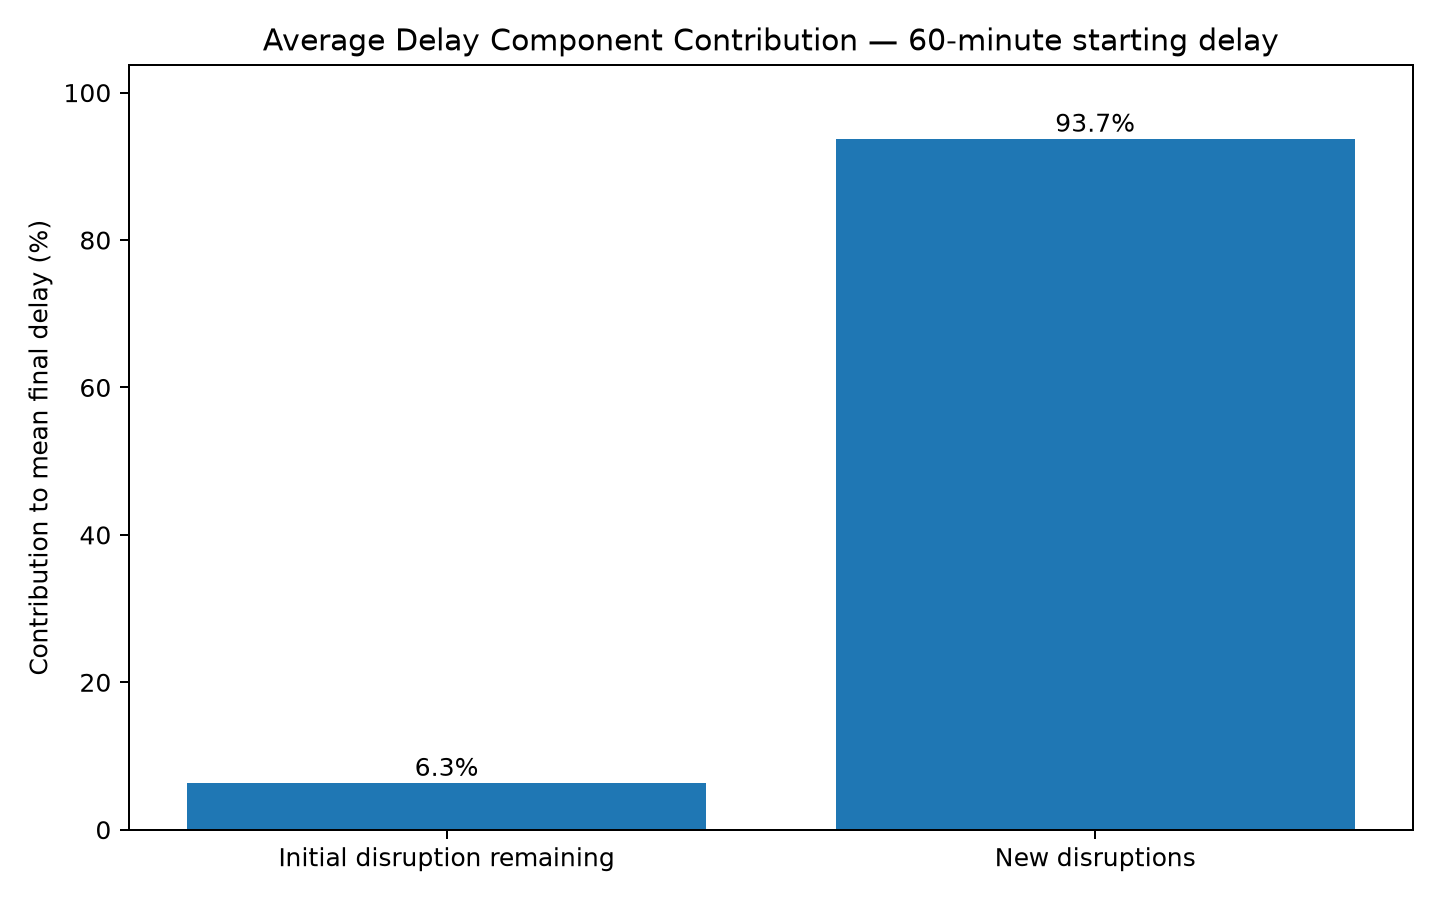 Average Delay Component Contribution — 60-minute starting delay
Contribution to mean final delay (%)
100
80
60
40
20
0
6.3%
93.7%
Initial disruption remaining
New disruptions